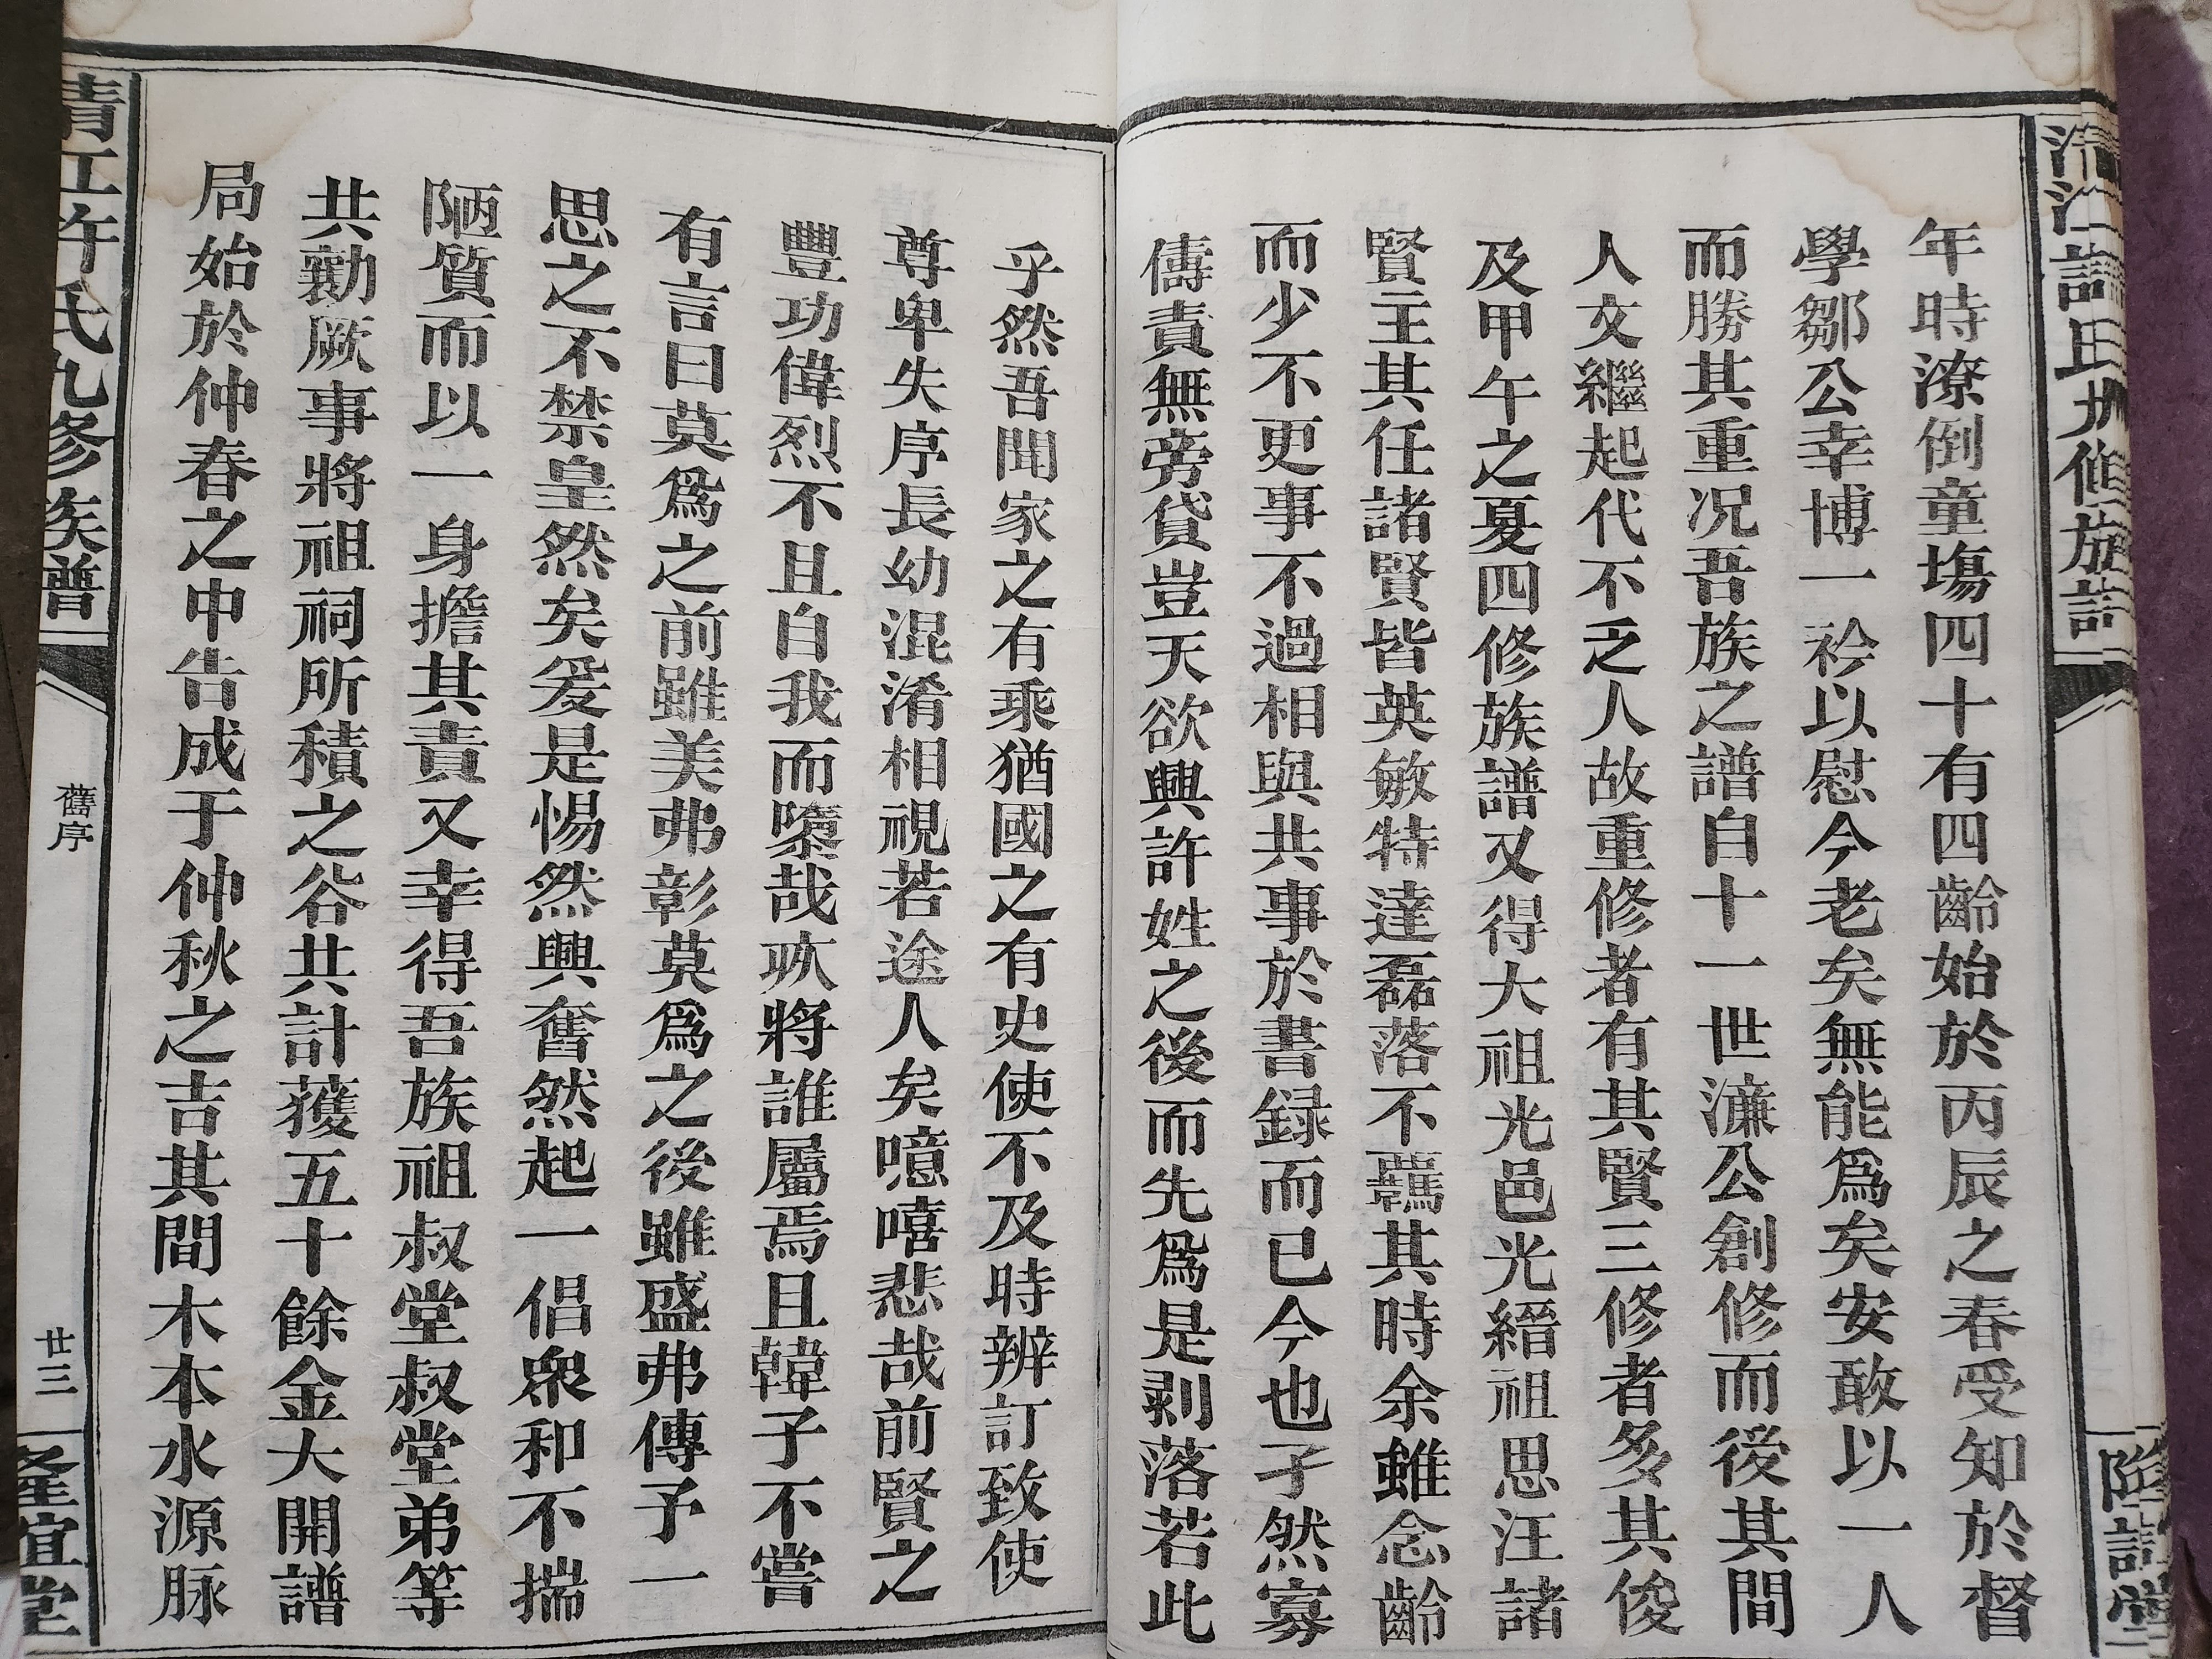 年時潦倒童塲四十有四齡始於丙辰之春受知於督
學鄒公幸博一衿以慰今老矣無能爲矣安敢以一人
而勝其重况吾族之譜自十一世濂公創修而後其間
人文繼起代不乏人故重修者有其賢三修者多其俊
及甲午之夏四修族譜又得大祖光邑光縉祖思汪諸
賢主其任諸賢皆英敏特達磊落不羈其時余雖念齡
而少不更事不過相與共事於書録而已今也孑然寡
儔責無旁貸豈天欲興許姓之後而先爲是剥落若此
乎然吾聞家之有乘猶國之有史使不及時辦訂致使
尊卑失序長幼混淆相視若途人矣噫嘻悲哉前賢之
豐功偉烈不且自我而隳哉欤將誰屬焉且韓子不嘗
有言曰莫爲之前雖美弗彰莫爲之後雖盛弗傳予一
思之不禁皇然矣爰是惕然興奮然起一倡衆和不揣
陋質而以一身擔其責又幸得吾族祖叔堂叔堂弟等
共勷厥事將祖祠所積之谷共計獲五十餘金大開譜
局始於仲春之中告成于仲秋之吉其間木本水源脉
清江許氏九修族譜
舊序
廿三
隆誼堂